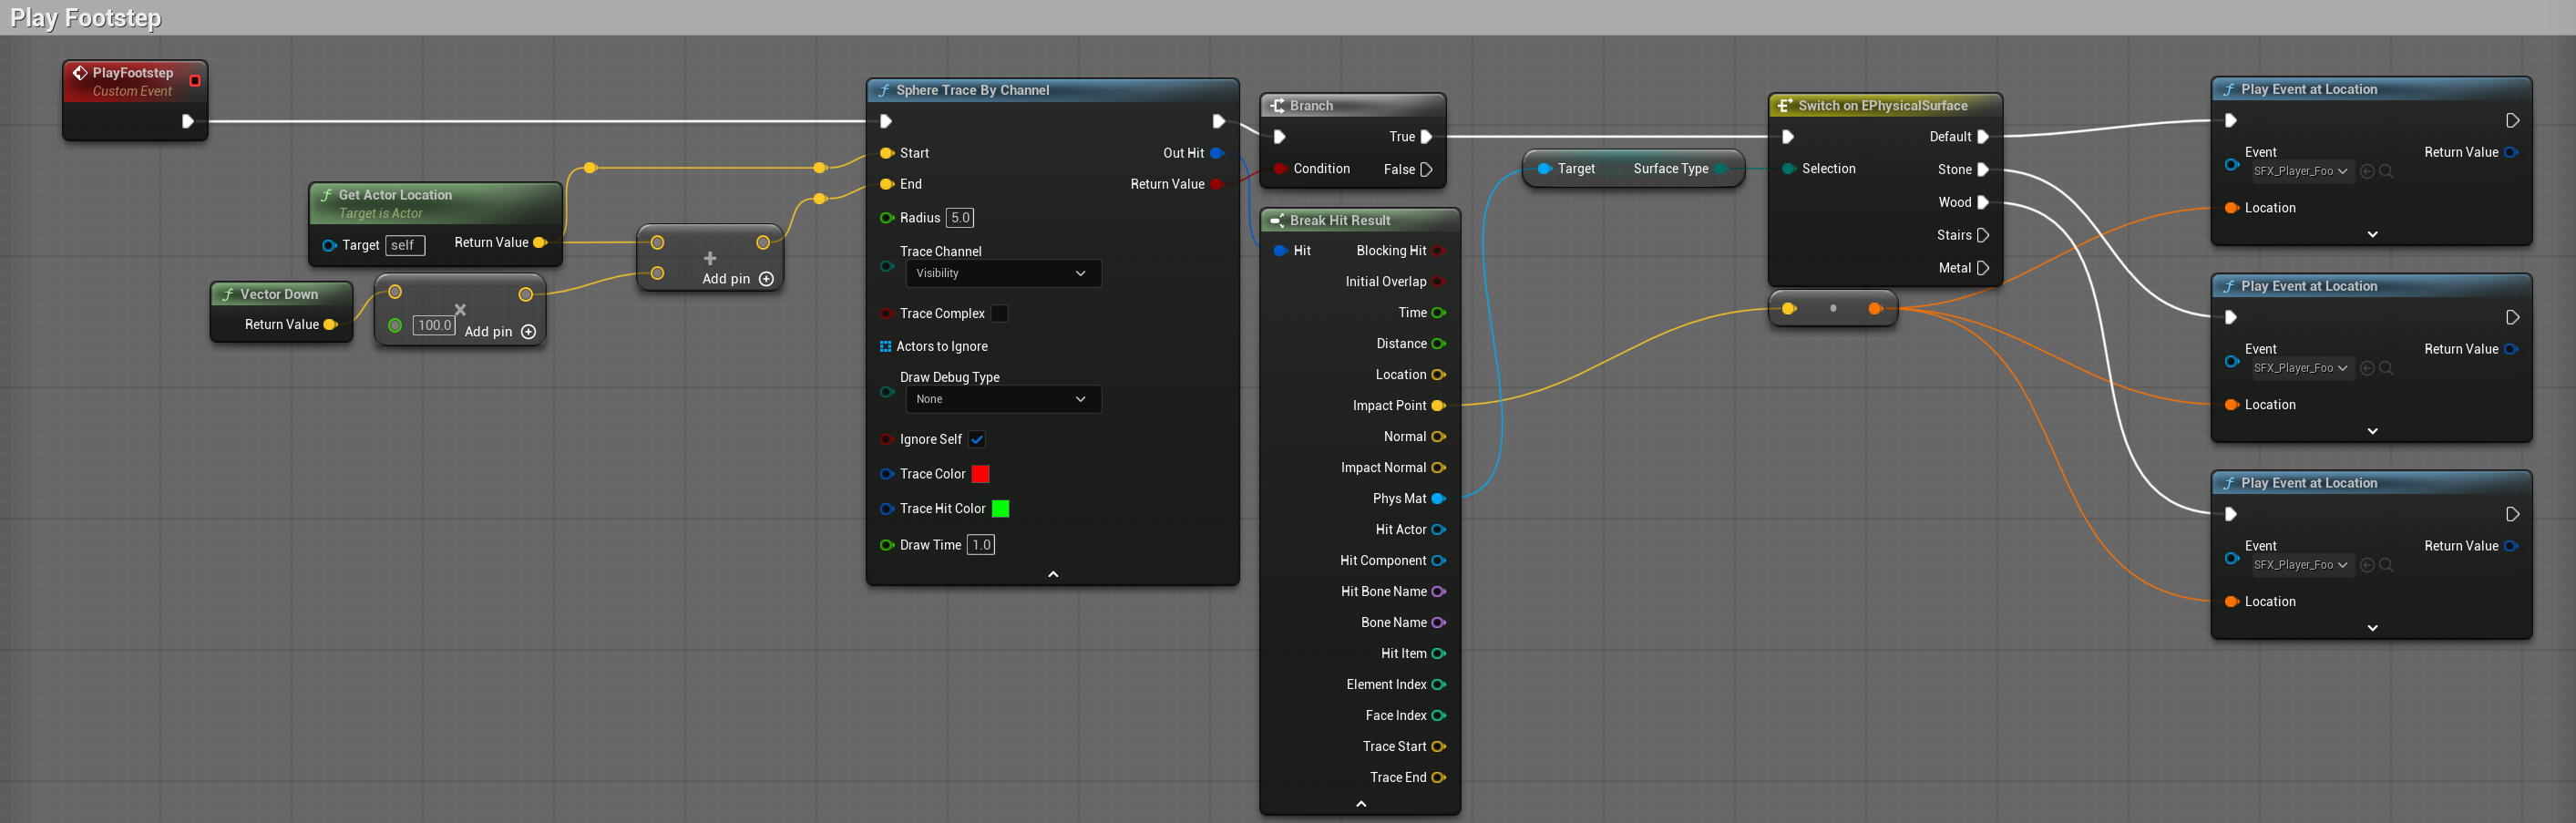 Play Footstep
PlayFootstep
Custom Event
Get Actor Location
Target is Actor
Target self
Return Value
Vector Down
Return Value
100.0
Add pin
Add pin
Sphere Trace By Channel
Start
Out Hit
End
Return Value
Radius 5.0
Trace Channel
Visibility
Trace Complex
Actors to Ignore
Draw Debug Type
None
Ignore Self
Trace Color
Trace Hit Color
Draw Time 1.0
Branch
True
Condition
False
Break Hit Result
Hit
Blocking Hit
Initial Overlap
Time
Distance
Location
Impact Point
Normal
Impact Normal
Phys Mat
Hit Actor
Hit Component
Hit Bone Name
Bone Name
Hit Item
Element Index
Face Index
Trace Start
Trace End
Target
Surface Type
Switch on EPhysicalSurface
Default
Selection
Stone
Wood
Stairs
Metal
Play Event at Location
Event
SFX_Player_Foo
Return Value
Location
Play Event at Location
Event
SFX_Player_Foo
Return Value
Location
Play Event at Location
Event
SFX_Player_Foo
Return Value
Location